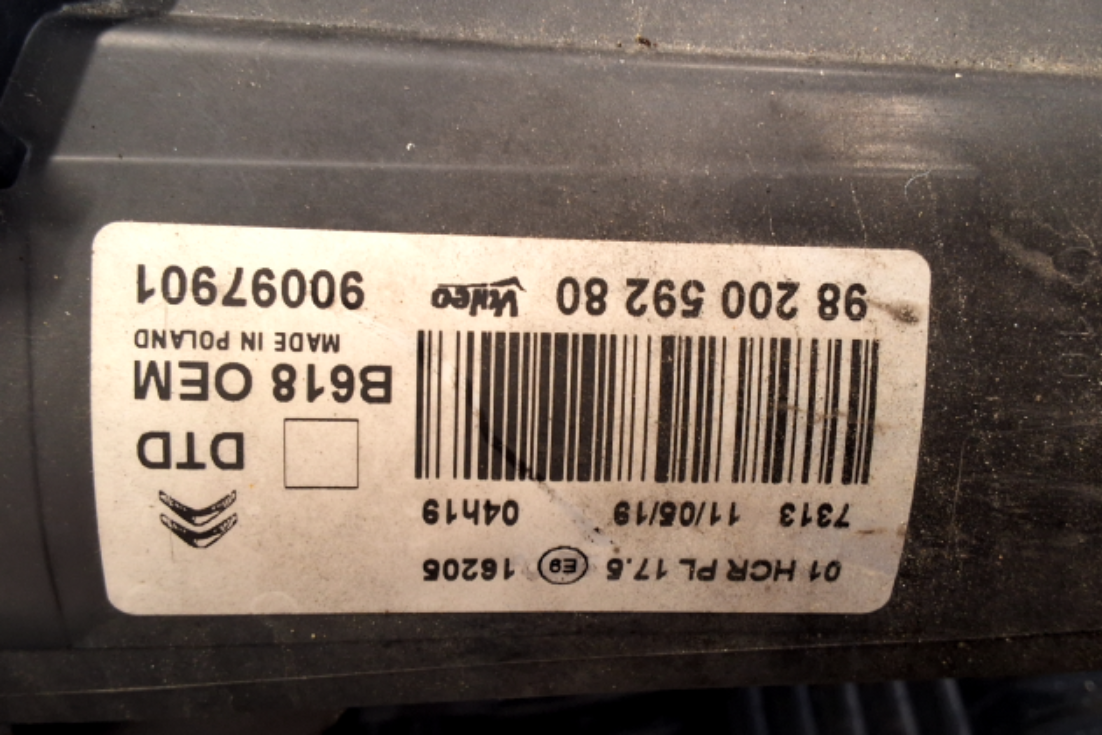 01 HCR PL 17.5 E9 16205
7313 11/05/19 04h19
DTD
B618 OEM
MADE IN POLAND
98 200 592 80 Valeo 90097901